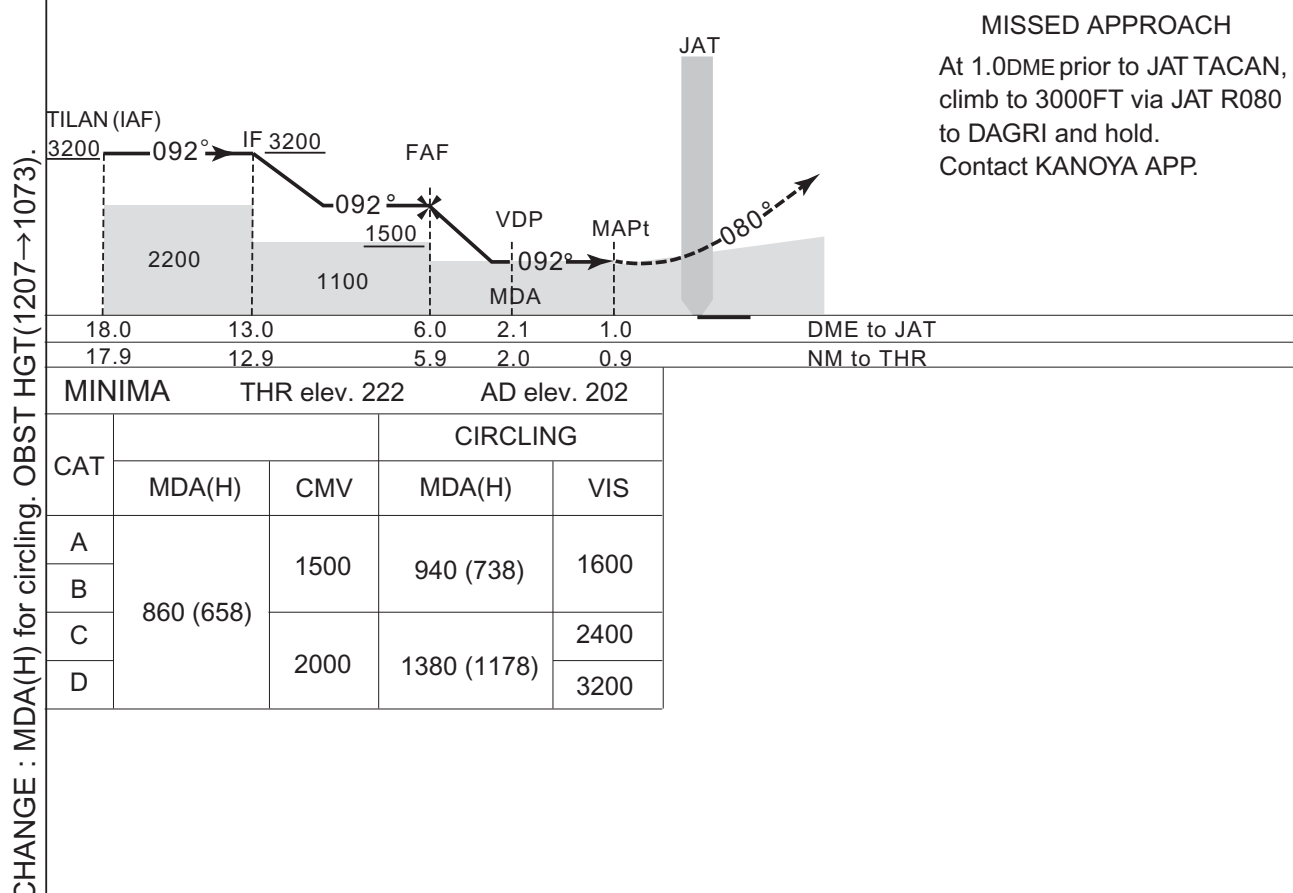 MISSED APPROACH
At 1.0DME prior to JAT TACAN,
climb to 3000FT via JAT R080
to DAGRI and hold.
Contact KANOYA APP.
JAT
TILAN (IAF)
3200 092° IF 3200
FAF
092°
1500
VDP
MAPt
080°
2200
1100
092°
MDA
18.0 13.0 6.0 2.1 1.0 DME to JAT
17.9 12.9 5.9 2.0 0.9 NM to THR
MINIMA THR elev. 222 AD elev. 202
CAT
CIRCLING
MDA(H) CMV MDA(H) VIS
A
B
C
D
860 (658)
1500
2000
940 (738)
1380 (1178)
1600
2400
3200
CHANGE : MDA(H) for circling. OBST HGT(1207→1073).